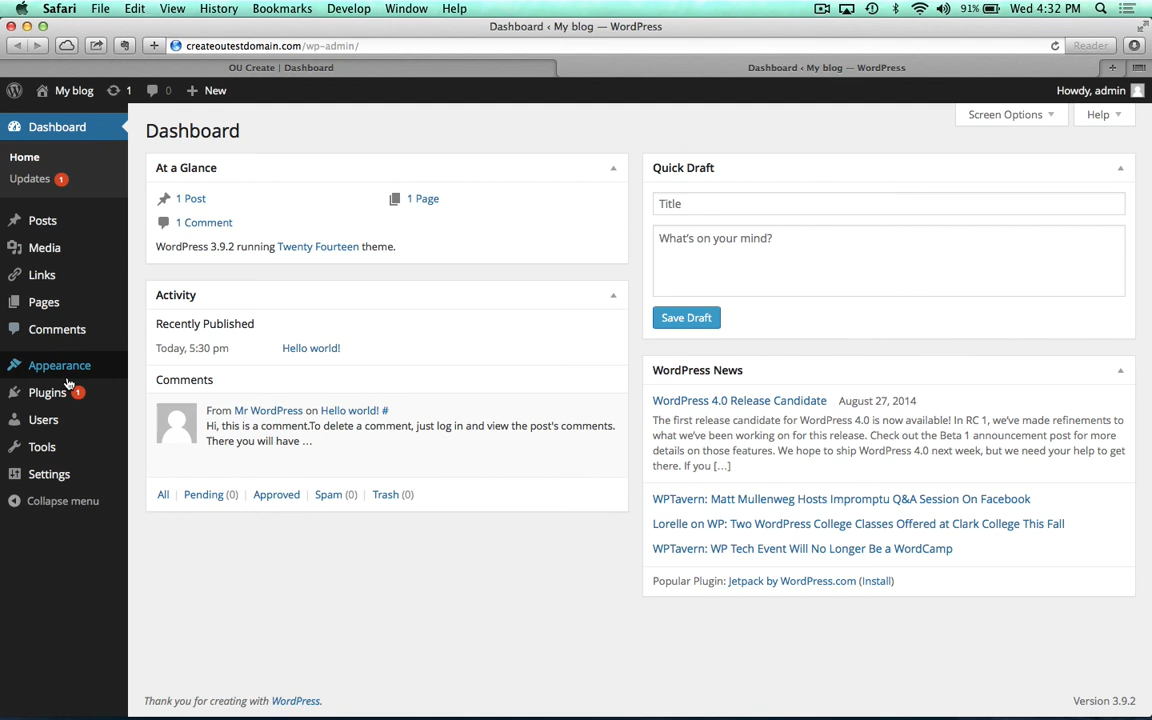 Safari File Edit View History Bookmarks Develop Window Help 91% Wed 4:32 PM
Dashboard ‹ My blog — WordPress
createoutestdomain.com/wp-admin/ Reader
OU Create | Dashboard Dashboard ‹ My blog — WordPress
My blog 1 0 + New Howdy, admin
Screen Options Help
Dashboard
Home
Updates 1
Posts
Media
Links
Pages
Comments
Appearance
Plugins 1
Users
Tools
Settings
Collapse menu
Dashboard
At a Glance
1 Post 1 Page
1 Comment
WordPress 3.9.2 running Twenty Fourteen theme.
Activity
Recently Published
Today, 5:30 pm Hello world!
Comments
From Mr WordPress on Hello world! #
Hi, this is a comment.To delete a comment, just log in and view the post's comments.
There you will have ...
All | Pending (0) | Approved | Spam (0) | Trash (0)
Quick Draft
Title
What's on your mind?
Save Draft
WordPress News
WordPress 4.0 Release Candidate August 27, 2014
The first release candidate for WordPress 4.0 is now available! In RC 1, we've made refinements to
what we've been working on for this release. Check out the Beta 1 announcement post for more
details on those features. We hope to ship WordPress 4.0 next week, but we need your help to get
there. If you [...]
WPTavern: Matt Mullenweg Hosts Impromptu Q&A Session On Facebook
Lorelle on WP: Two WordPress College Classes Offered at Clark College This Fall
WPTavern: WP Tech Event Will No Longer Be a WordCamp
Popular Plugin: Jetpack by WordPress.com (Install)
Thank you for creating with WordPress. Version 3.9.2